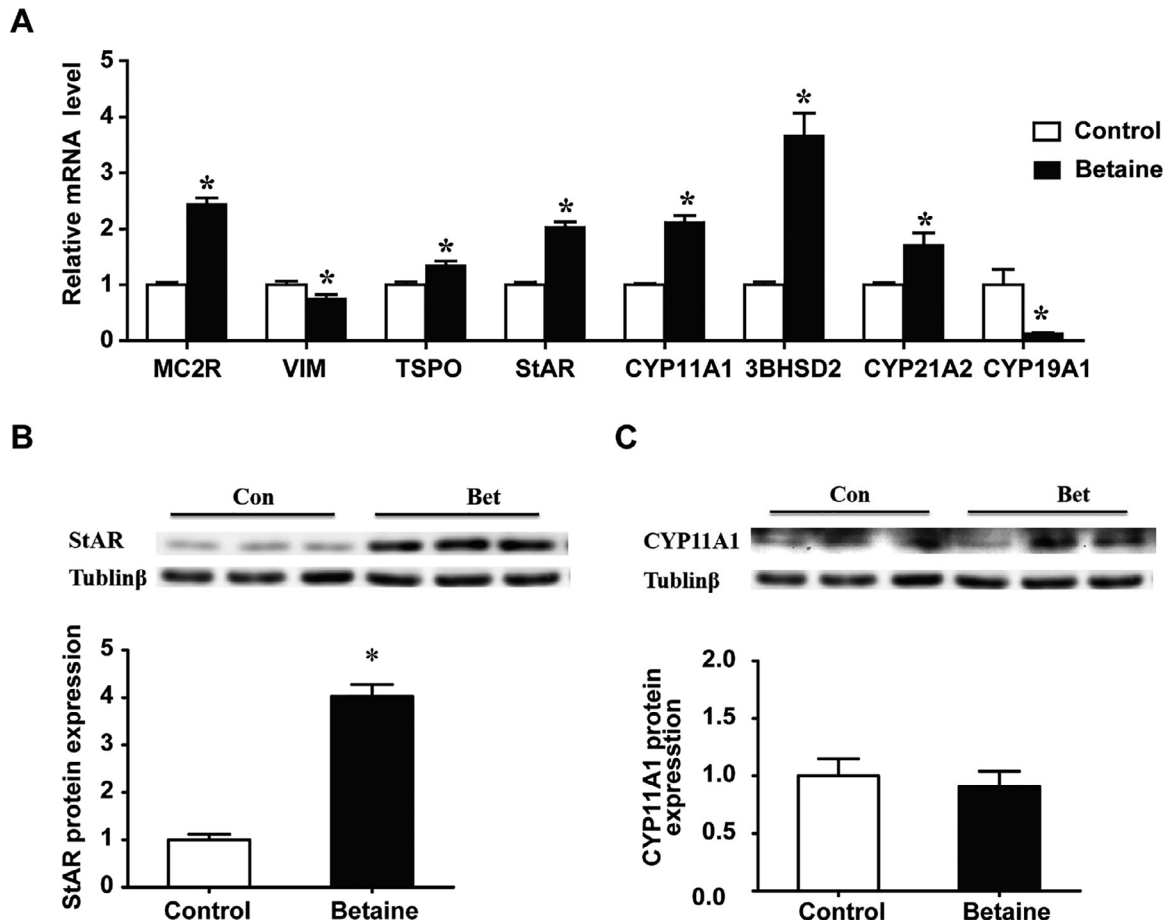 A
Relative mRNA level
5
4
3
2
1
0
* * * * * * * *
Control
Betaine
MC2R VIM TSPO StAR CYP11A1 3BHSD2 CYP21A2 CYP19A1
B
Con Bet
StAR
Tublinβ
StAR protein expression
5
4
3
2
1
0
*
Control Betaine
C
Con Bet
CYP11A1
Tublinβ
CYP11A1 protein
expresstion
2.0
1.5
1.0
0.5
0.0
Control Betaine